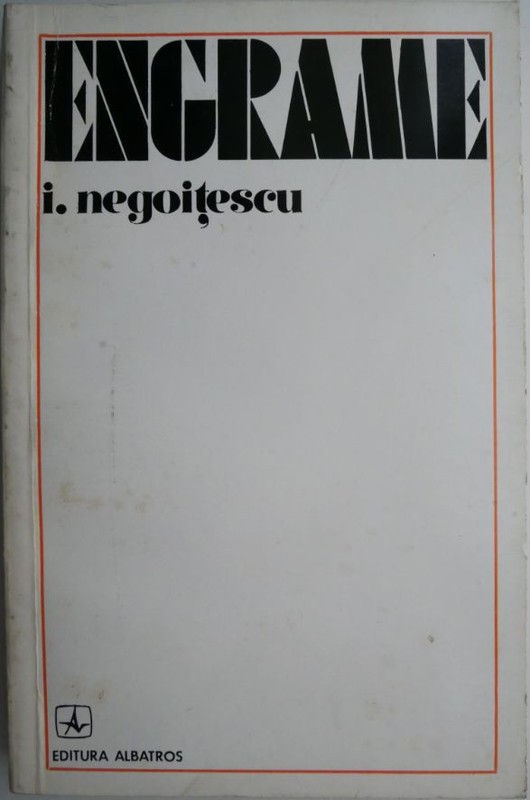 ENGRAME
i. negoițescu
EDITURA ALBATROS